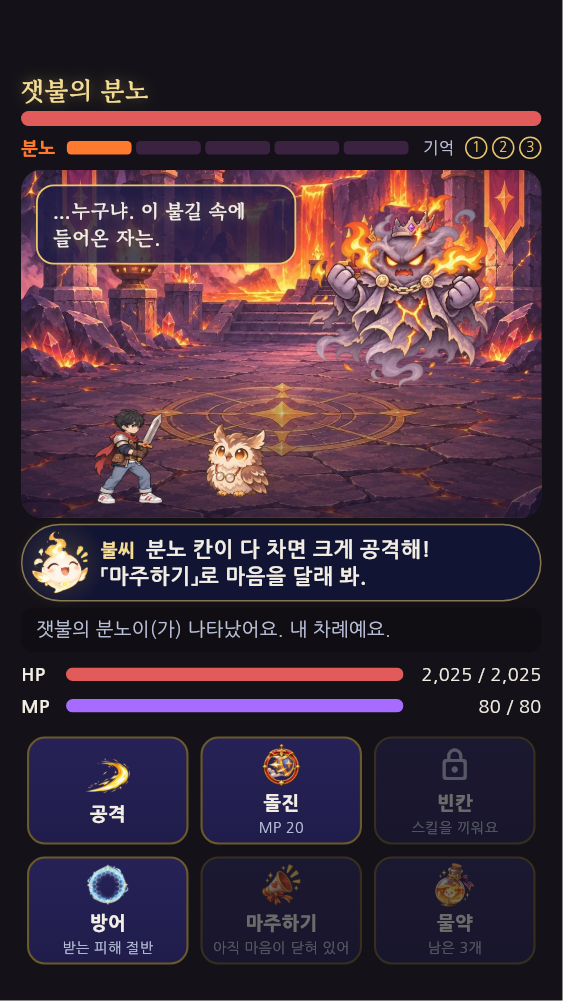 잿불의 분노
분노
기억 1 2 3
...누구냐. 이 불길 속에
들어온 자는.
불씨 분노 칸이 다 차면 크게 공격해!
「마주하기」로 마음을 달래 봐.
잿불의 분노이(가) 나타났어요. 내 차례예요.
HP 2,025 / 2,025
MP 80 / 80
공격
돌진
MP 20
빈칸
스킬을 끼워요
방어
받는 피해 절반
마주하기
아직 마음이 닫혀 있어
물약
남은 3개